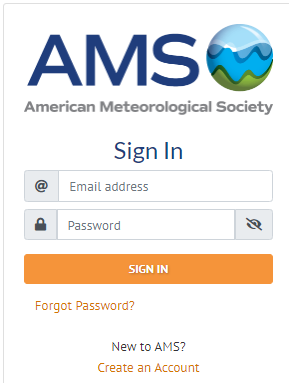 AMS
American Meteorological Society
Sign In
@ Email address
Password
SIGN IN
Forgot Password?
New to AMS?
Create an Account